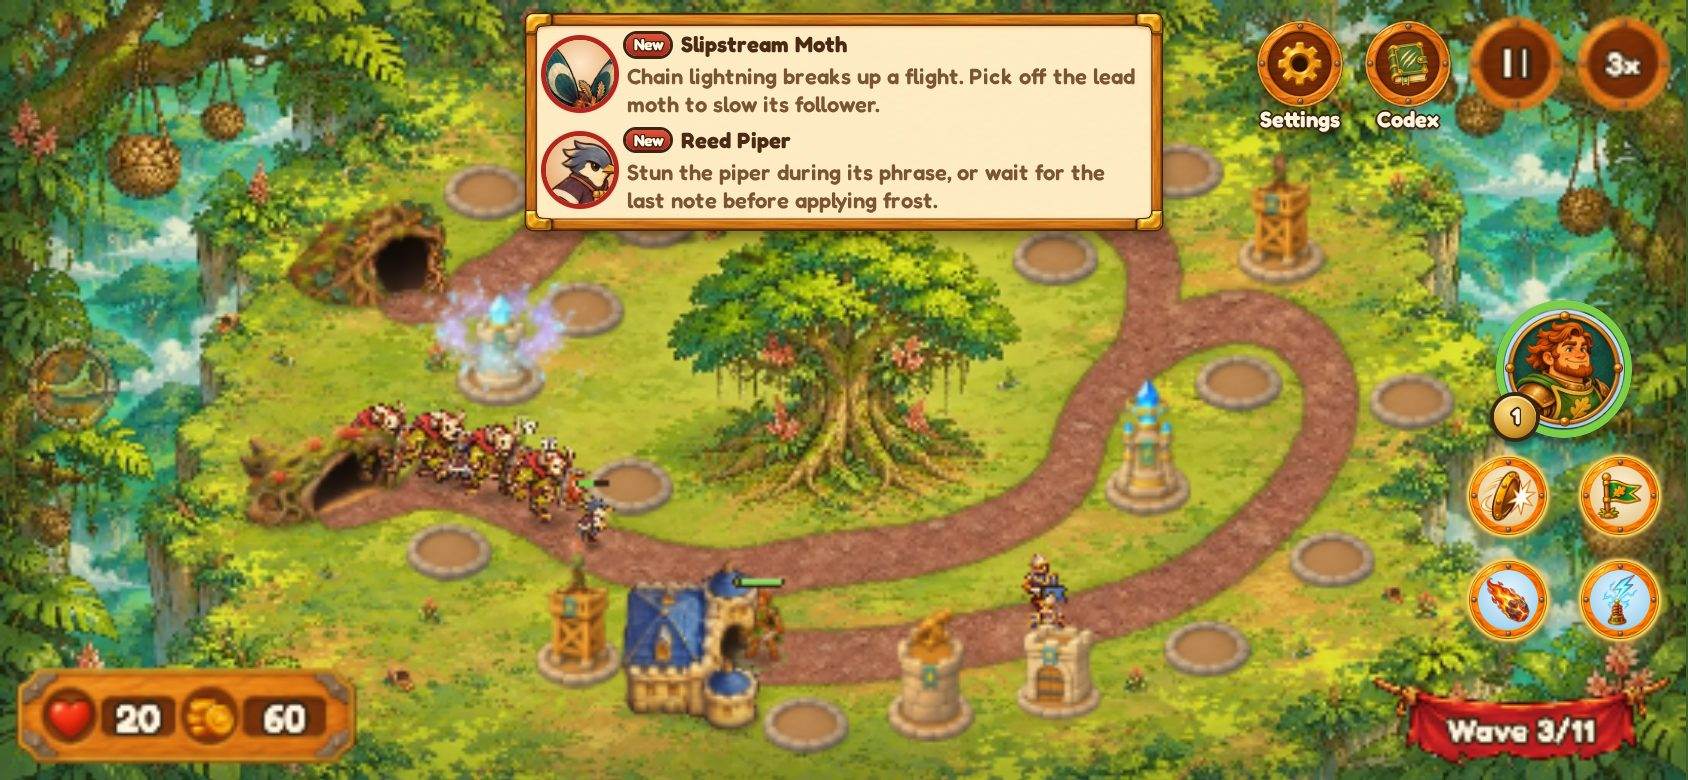 New Slipstream Moth
Chain lightning breaks up a flight. Pick off the lead
moth to slow its follower.
New Reed Piper
Stun the piper during its phrase, or wait for the
last note before applying frost.
3x
Settings Codex
1
20 60
Wave 3/11